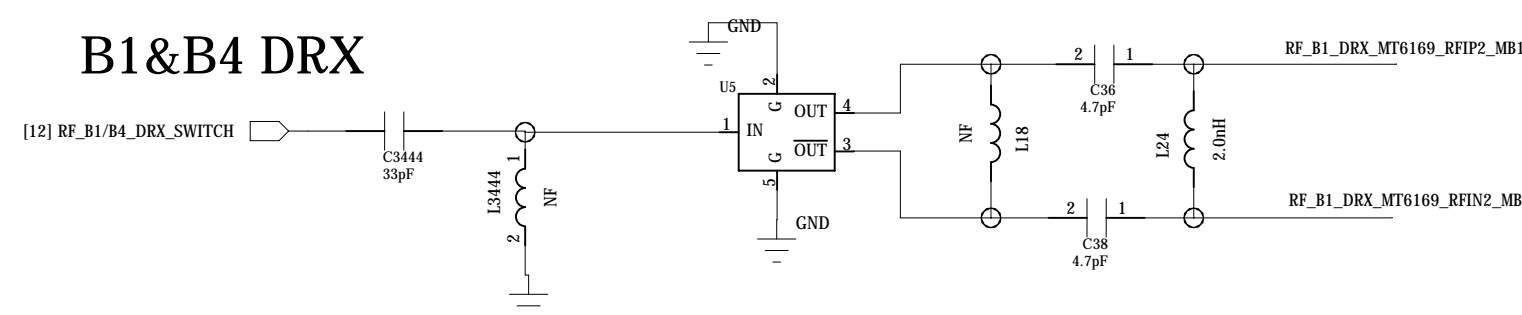 B1&B4 DRX
GND
U5
2
G
1
IN
OUT
4
OUT
3
G
5
GND
[12] RF_B1/B4_DRX_SWITCH
C3444
33pF
1
L3444
NF
2
2
1
C36
4.7pF
RF_B1_DRX_MT6169_RFIP2_MB1
NF
L18
L24
2.0nH
2
1
C38
4.7pF
RF_B1_DRX_MT6169_RFIN2_MB